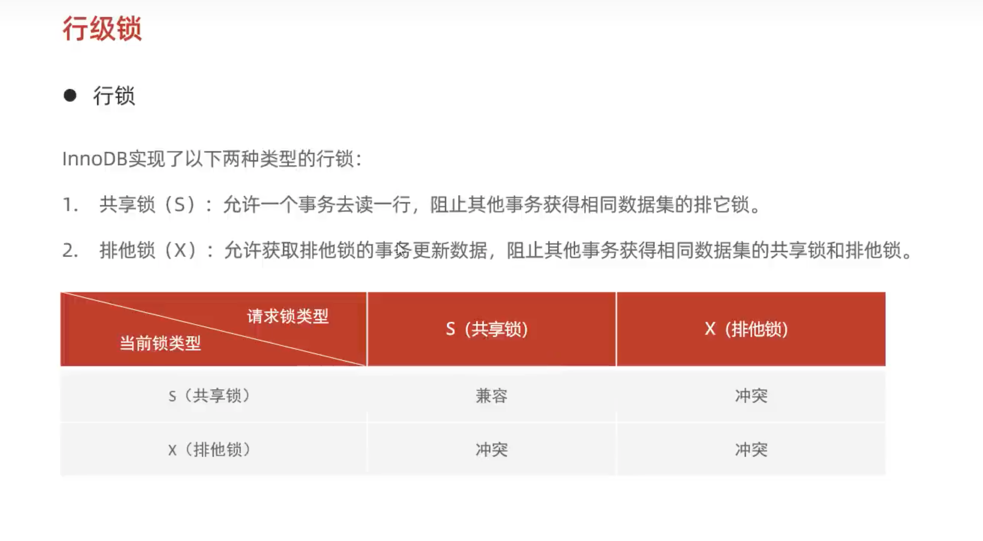 行级锁
● 行锁
InnoDB实现了以下两种类型的行锁：
1. 共享锁（S）：允许一个事务去读一行，阻止其他事务获得相同数据集的排它锁。
2. 排他锁（X）：允许获取排他锁的事务更新数据，阻止其他事务获得相同数据集的共享锁和排他锁。
请求锁类型
当前锁类型
S（共享锁） X（排他锁）
S（共享锁） 兼容 冲突
X（排他锁） 冲突 冲突